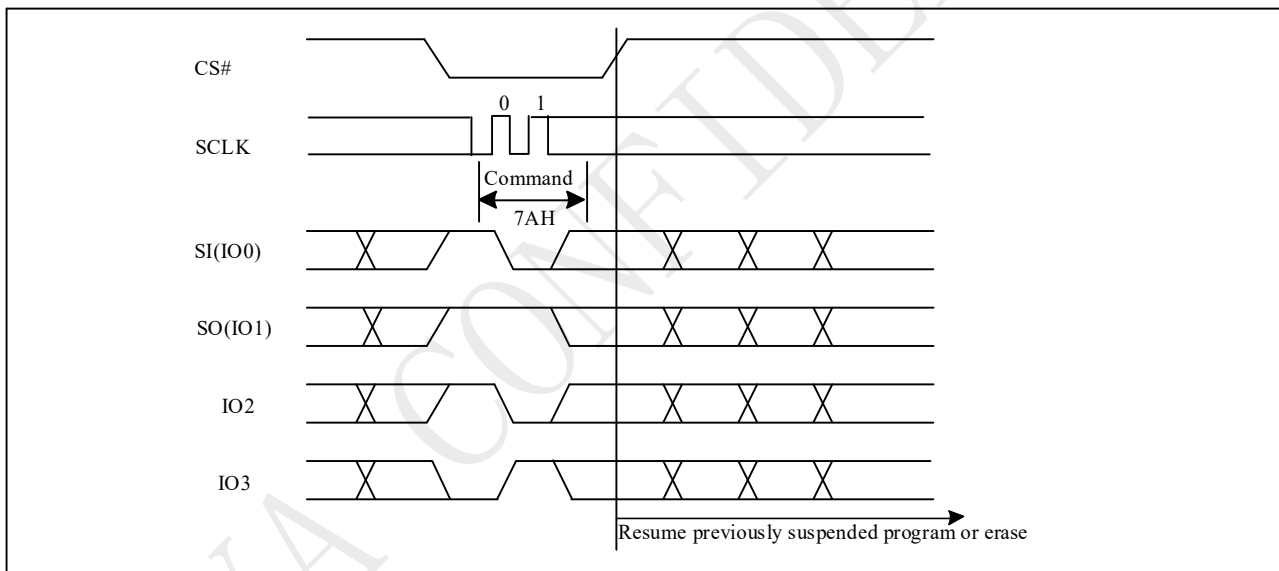 CS#
0 1
SCLK
Command
7AH
SI(IO0)
SO(IO1)
IO2
IO3
Resume previously suspended program or erase